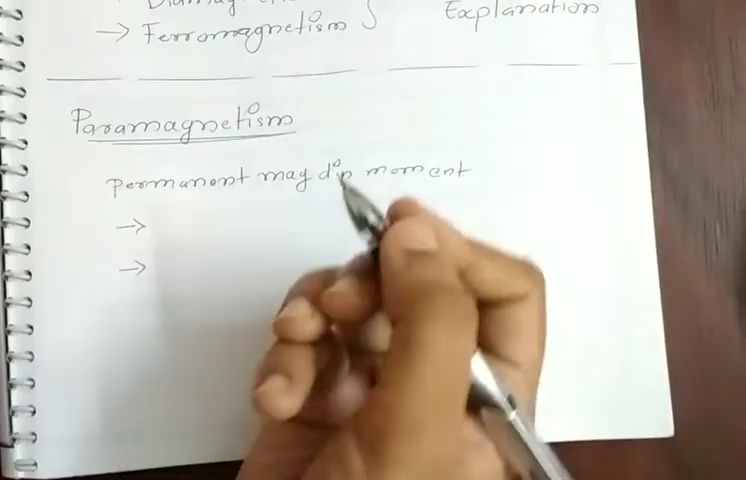 → Ferromagnetism } Explanation
Paramagnetism
permanent mag dip moment
→
→